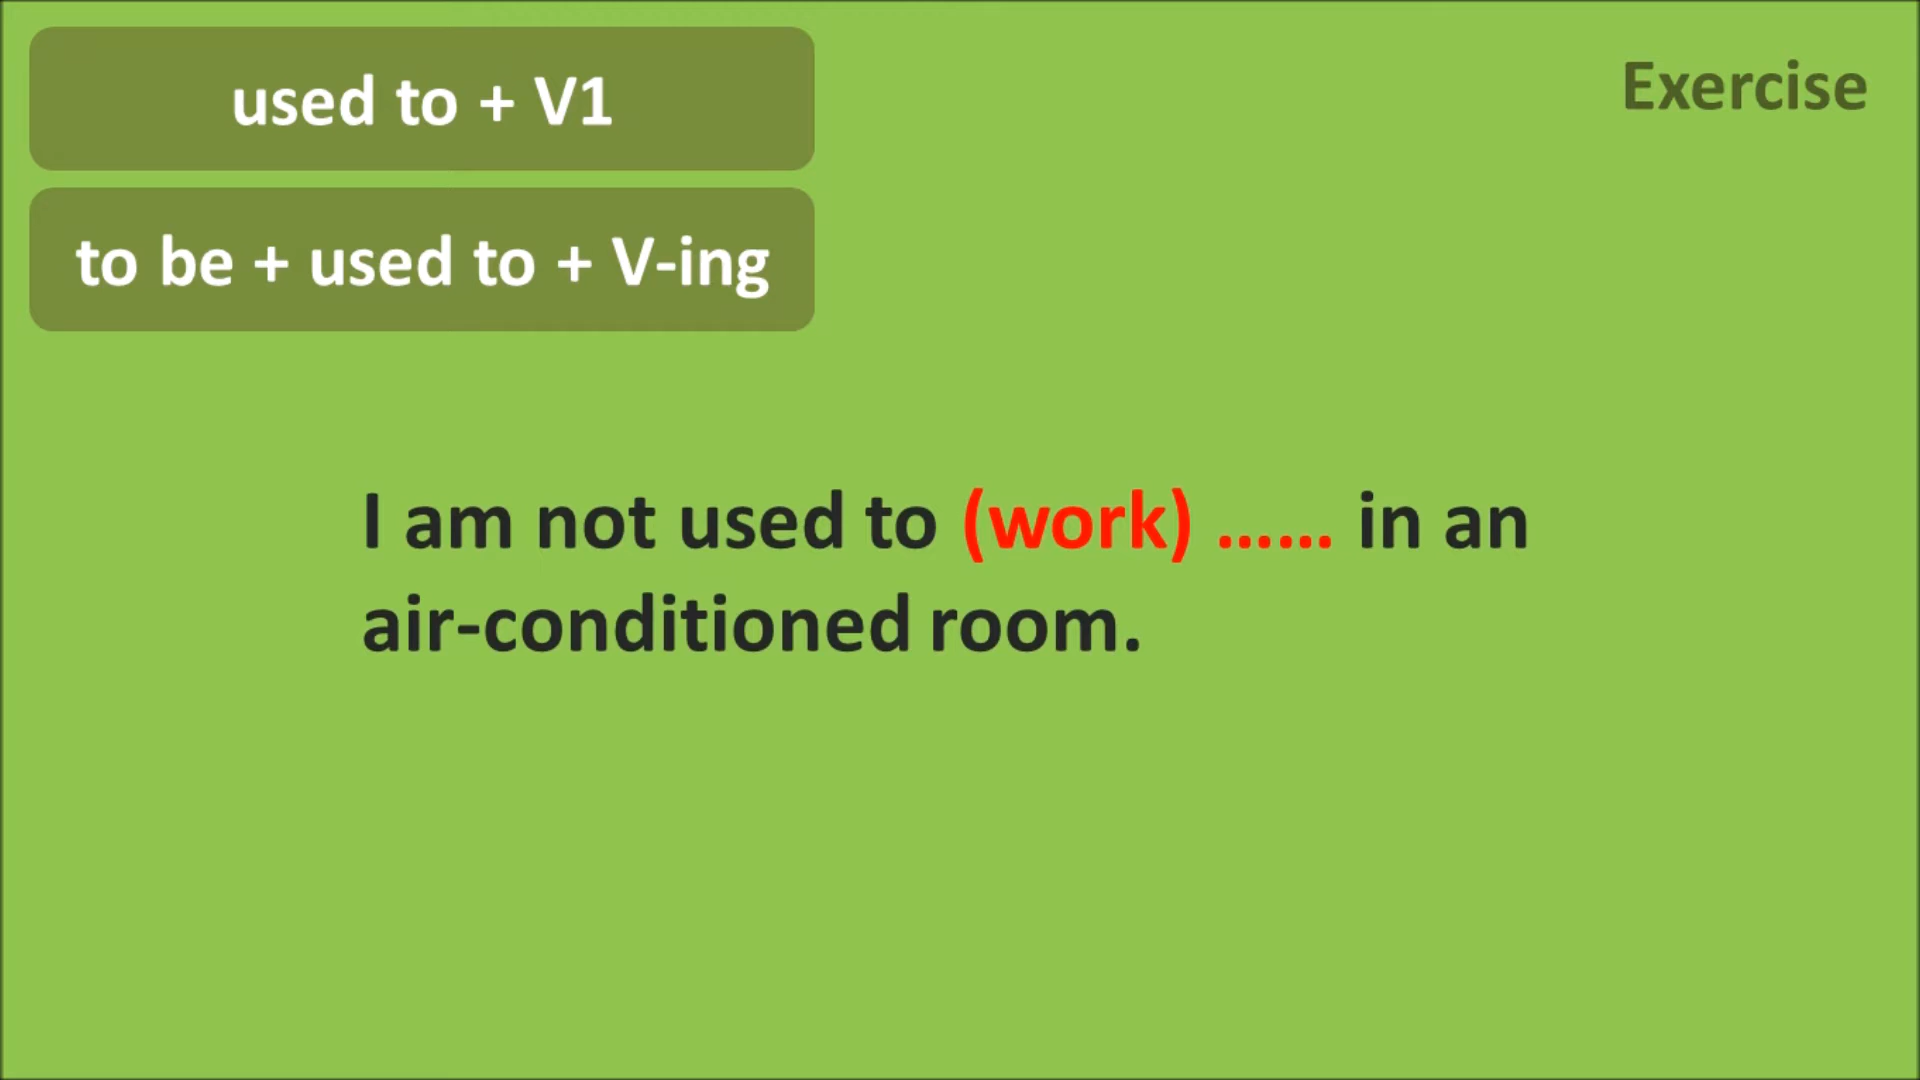 used to + V1
Exercise
to be + used to + V-ing
I am not used to (work) ...... in an
air-conditioned room.